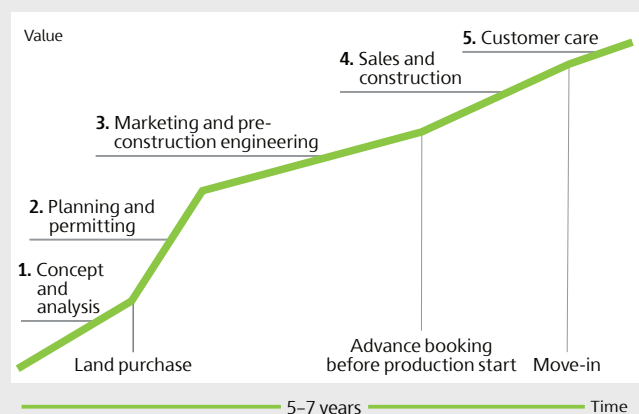 Value
5. Customer care
4. Sales and
construction
3. Marketing and pre-
construction engineering
2. Planning and
permitting
1. Concept
and
analysis
Land purchase
Advance booking
before production start
Move-in
5–7 years
Time